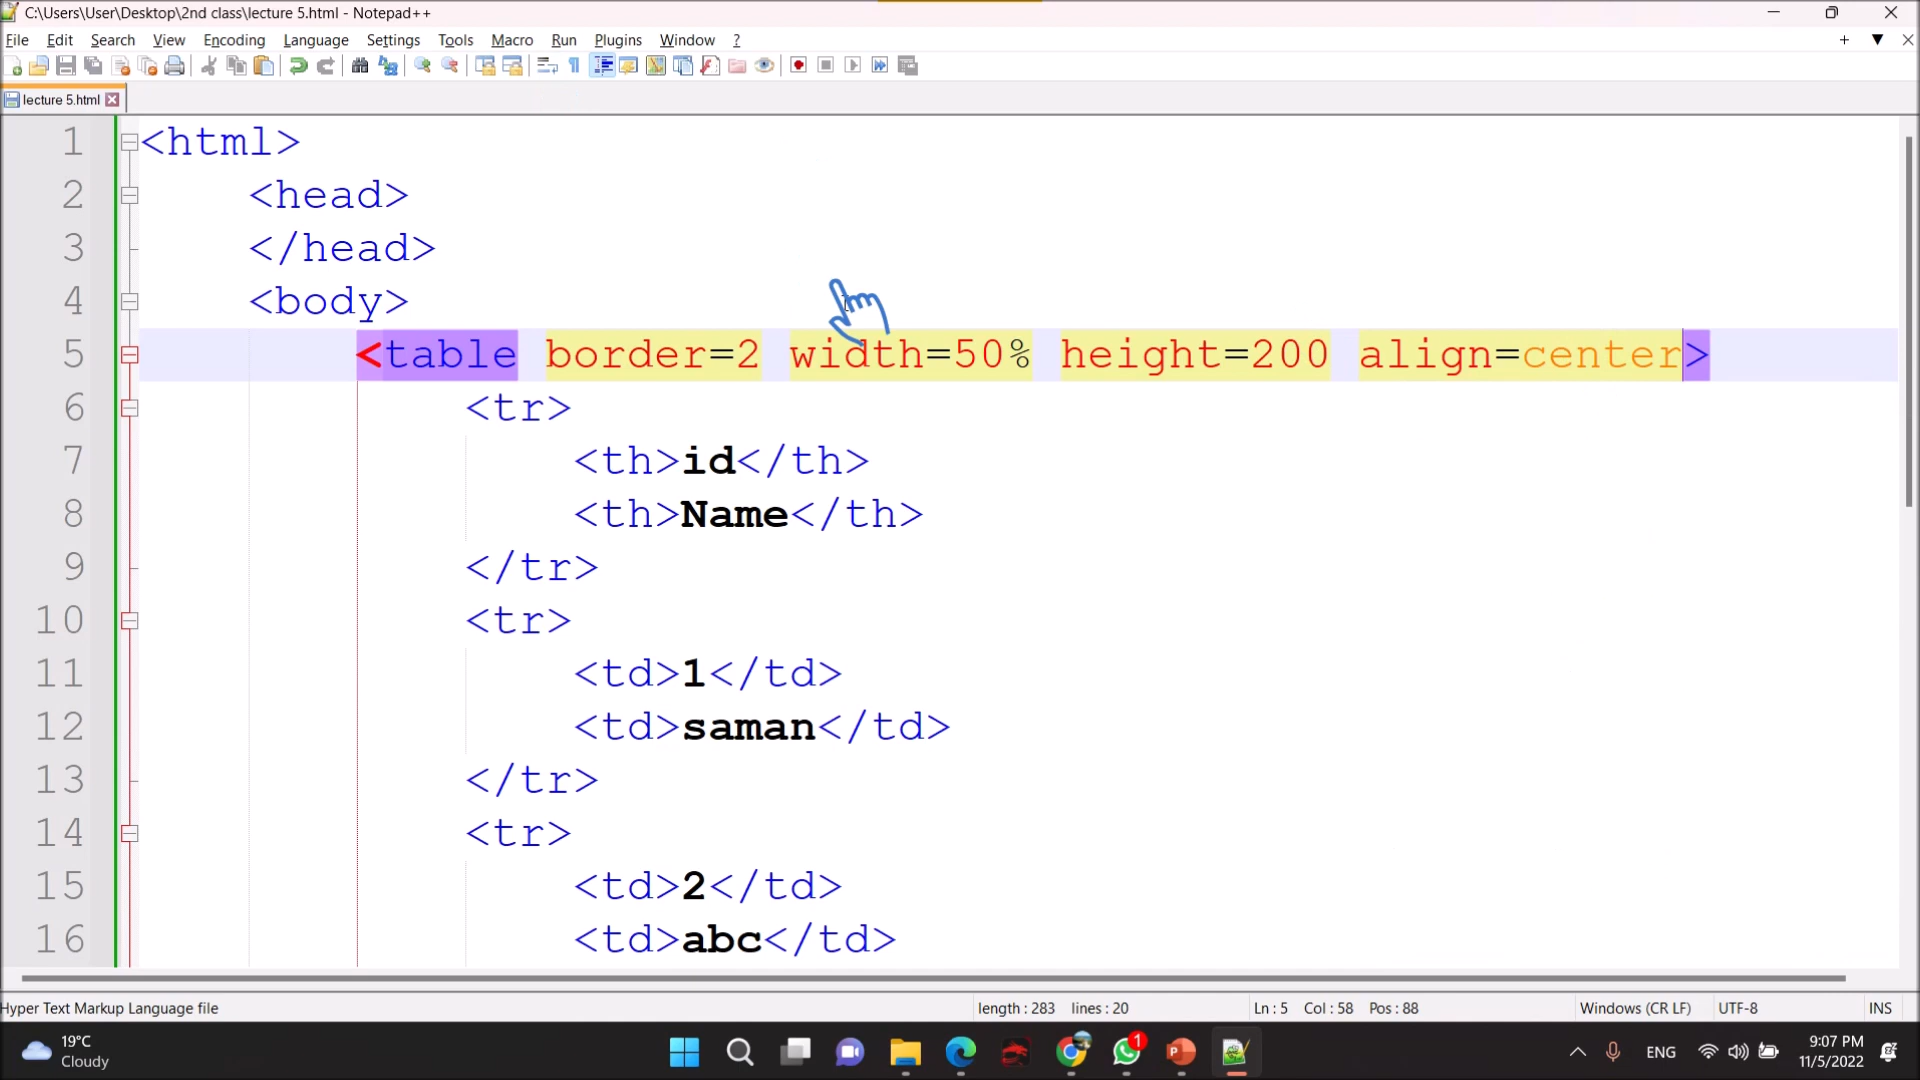 C:\Users\User\Desktop\2nd class\lecture 5.html - Notepad++
File Edit Search View Encoding Language Settings Tools Macro Run Plugins Window ?
lecture 5.html
1 <html>
2 <head>
3 </head>
4 <body>
5 <table border=2 width=50% height=200 align=center>
6 <tr>
7 <th>id</th>
8 <th>Name</th>
9 </tr>
10 <tr>
11 <td>1</td>
12 <td>saman</td>
13 </tr>
14 <tr>
15 <td>2</td>
16 <td>abc</td>
Hyper Text Markup Language file length : 283 lines : 20 Ln : 5 Col : 58 Pos : 88 Windows (CR LF) UTF-8 INS
19°C
Cloudy
1
ENG
9:07 PM
11/5/2022